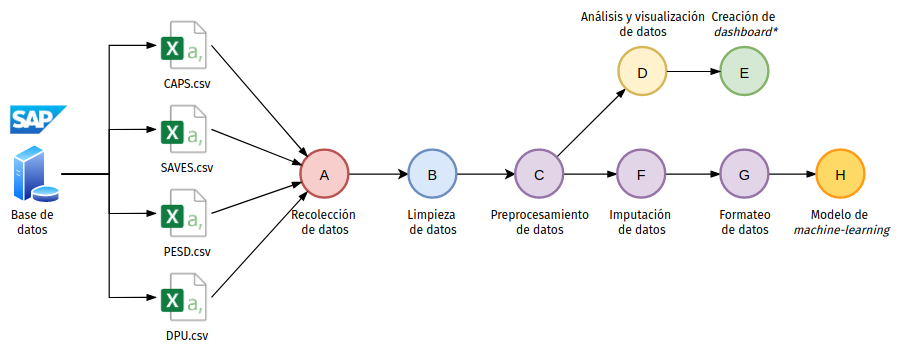 Análisis y visualización
de datos
Creación de
dashboard*
X
a,
CAPS.csv
D
E
SAP
X
a,
SAVES.csv
Base de
datos
A
B
C
F
G
H
Recolección
de datos
Limpieza
de datos
Preprocesamiento
de datos
Imputación
de datos
Formateo
de datos
Modelo de
machine-learning
X
a,
PESD.csv
X
a,
DPU.csv